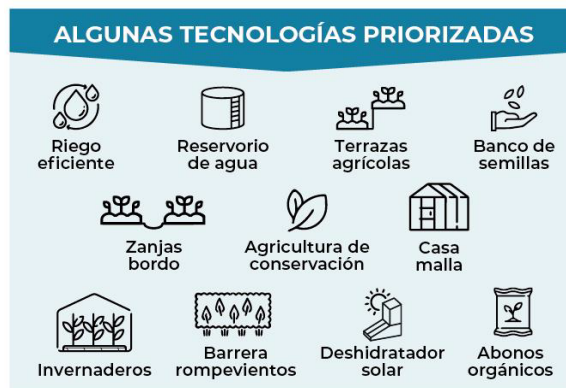 ALGUNAS TECNOLOGÍAS PRIORIZADAS
Riego
eficiente
Reservorio
de agua
Terrazas
agrícolas
Banco de
semillas
Zanjas
bordo
Agricultura de
conservación
Casa
malla
Invernaderos
Barrera
rompevientos
Deshidratador
solar
Abonos
orgánicos